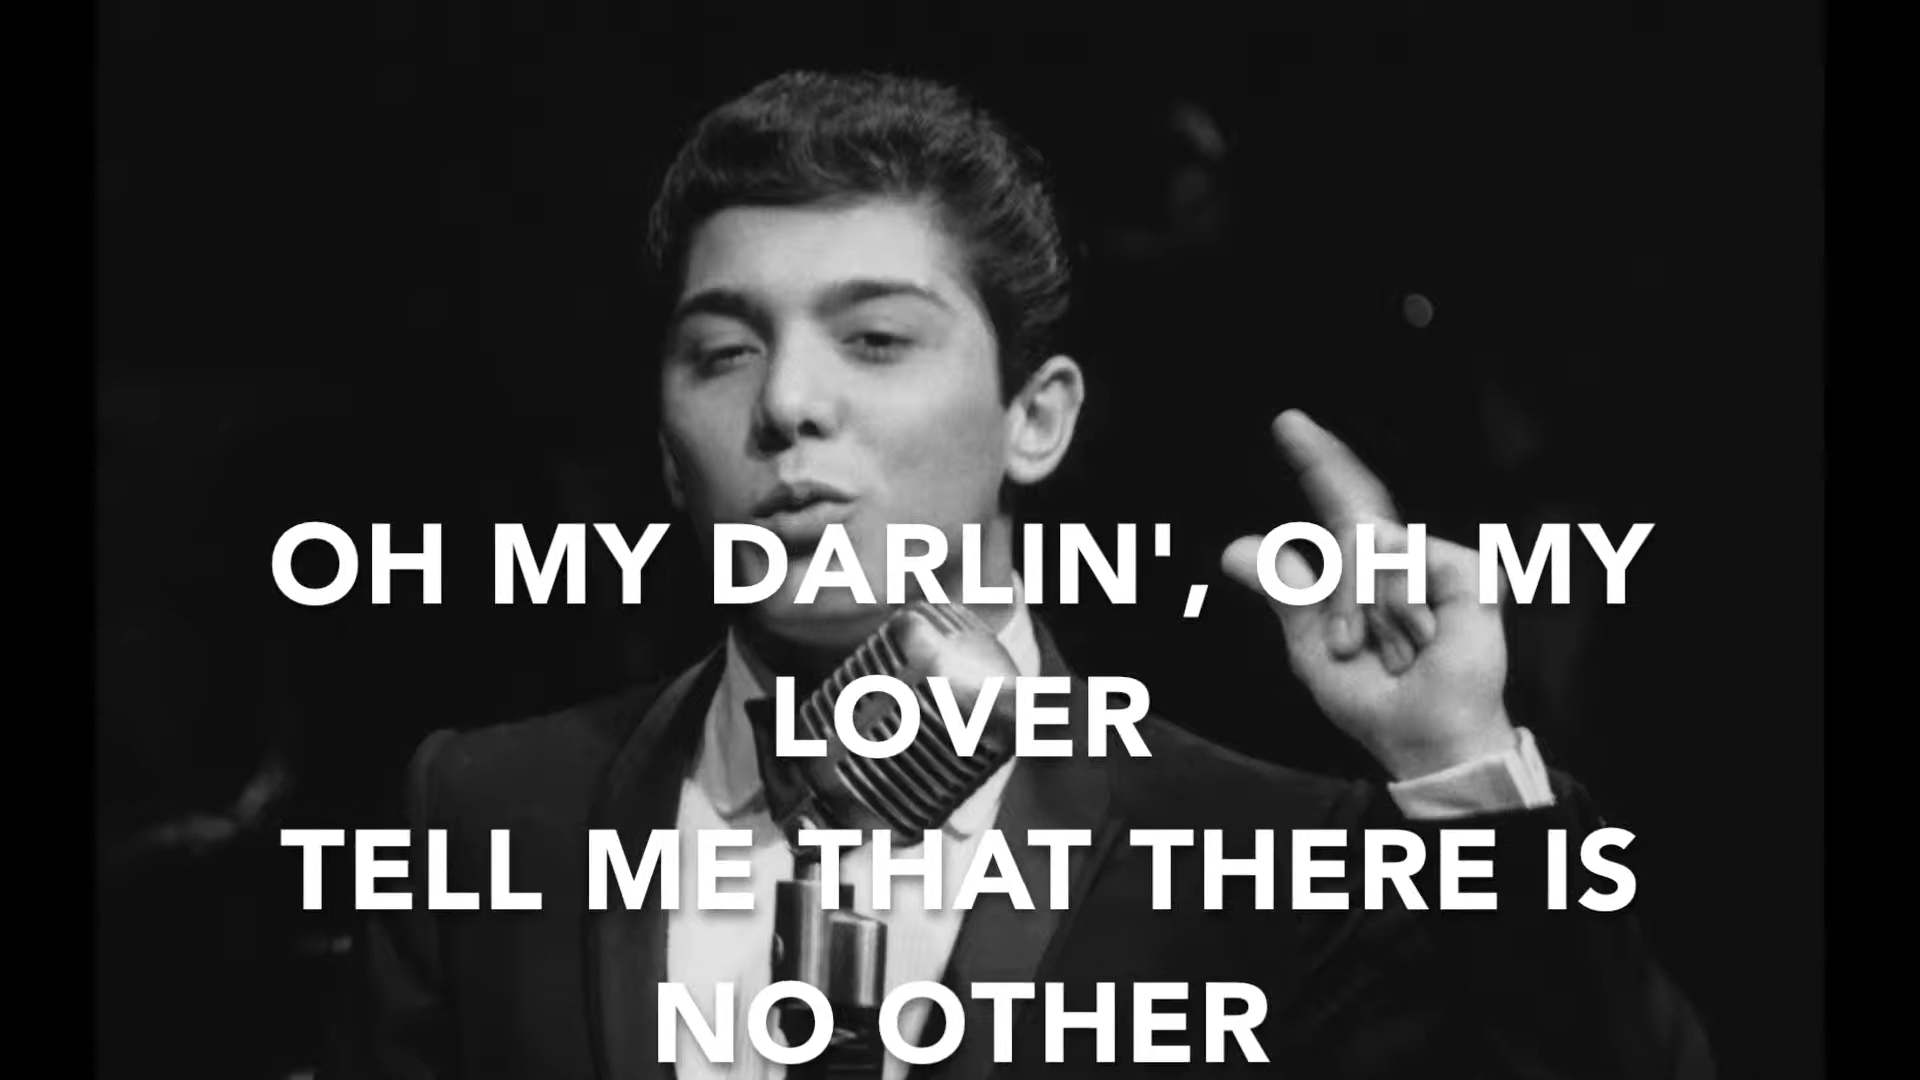 OH MY DARLIN', OH MY
LOVER
TELL ME THAT THERE IS
NO OTHER